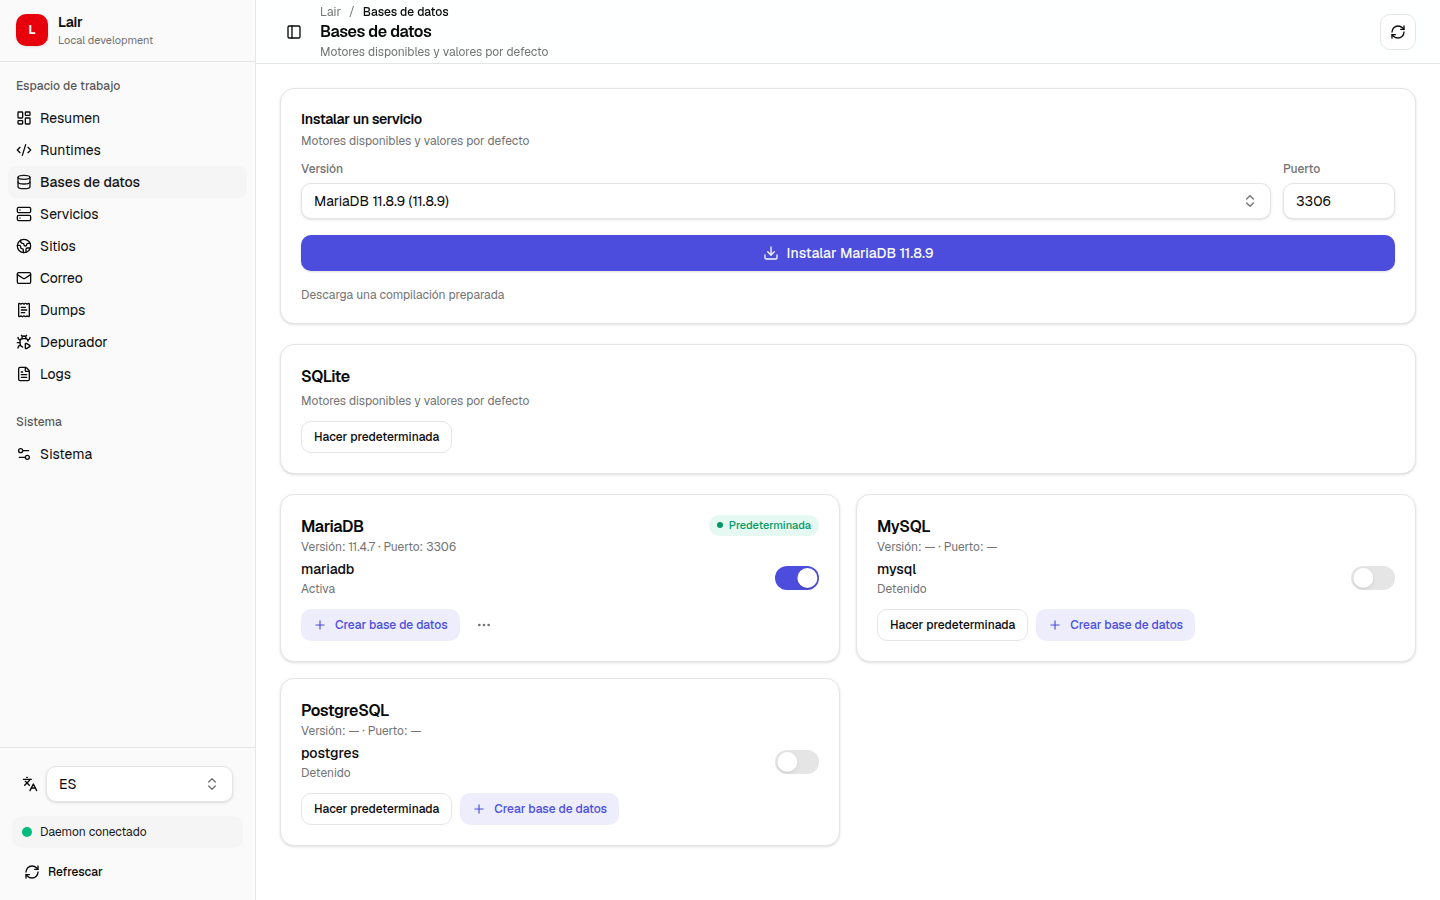 L
Lair
Local development
Espacio de trabajo
Resumen
Runtimes
Bases de datos
Servicios
Sitios
Correo
Dumps
Depurador
Logs
Sistema
Sistema
ES
Daemon conectado
Refrescar
Lair / Bases de datos
Bases de datos
Motores disponibles y valores por defecto
Instalar un servicio
Motores disponibles y valores por defecto
Versión
Puerto
MariaDB 11.8.9 (11.8.9)
3306
Instalar MariaDB 11.8.9
Descarga una compilación preparada
SQLite
Motores disponibles y valores por defecto
Hacer predeterminada
MariaDB
Predeterminada
Versión: 11.4.7 · Puerto: 3306
mariadb
Activa
+ Crear base de datos
MySQL
Versión: — · Puerto: —
mysql
Detenido
Hacer predeterminada
+ Crear base de datos
PostgreSQL
Versión: — · Puerto: —
postgres
Detenido
Hacer predeterminada
+ Crear base de datos